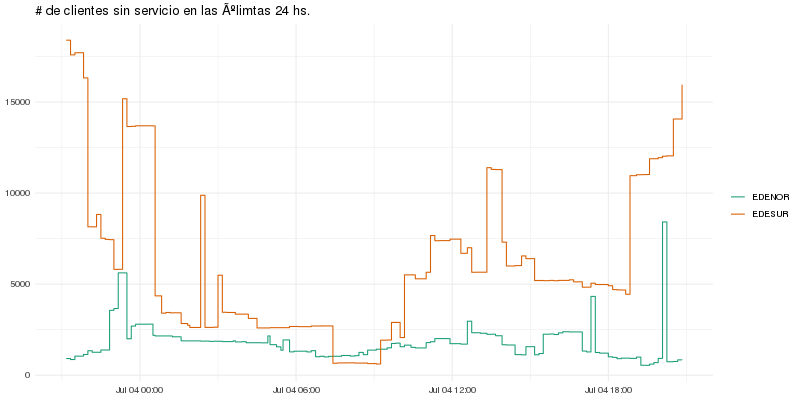 # de clientes sin servicio en las Ãºlimtas 24 hs.
15000
10000
5000
0
Jul 04 00:00
Jul 04 06:00
Jul 04 12:00
Jul 04 18:00
EDENOR
EDESUR